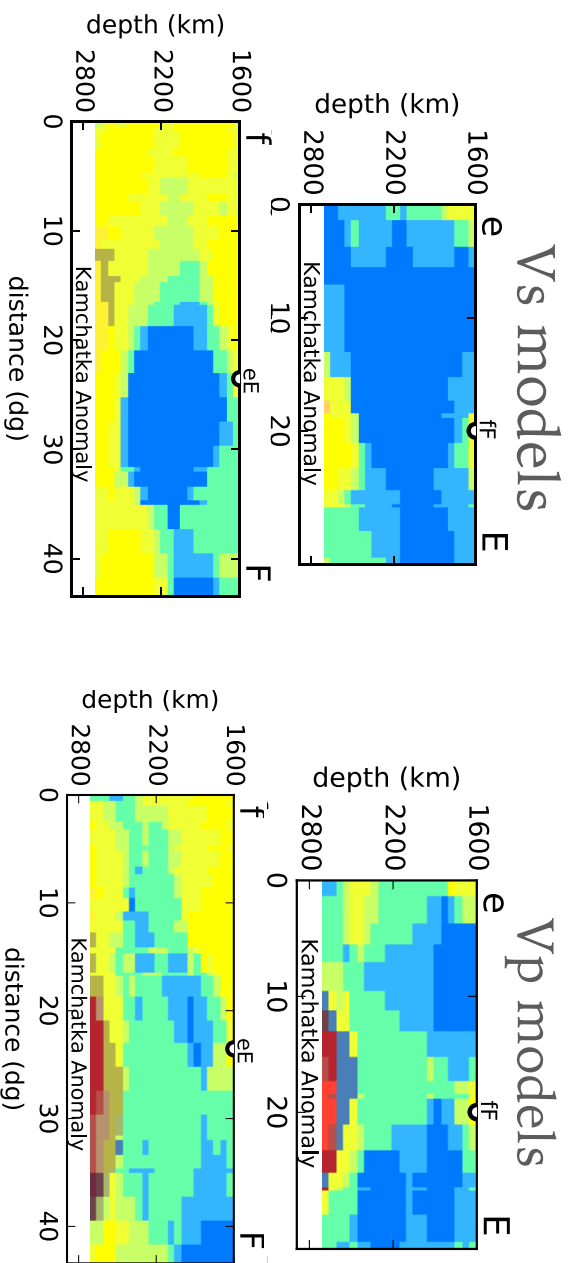 Vs models
e fF E
depth (km)
1600
2200
2800
Kamchatka Anomaly
0 10 20
f eE F
depth (km)
1600
2200
2800
Kamchatka Anomaly
0 10 20 30 40
distance (dg)
Vp models
e fF E
depth (km)
1600
2200
2800
Kamchatka Anomaly
0 10 20
f eE F
depth (km)
1600
2200
2800
Kamchatka Anomaly
0 10 20 30 40
distance (dg)